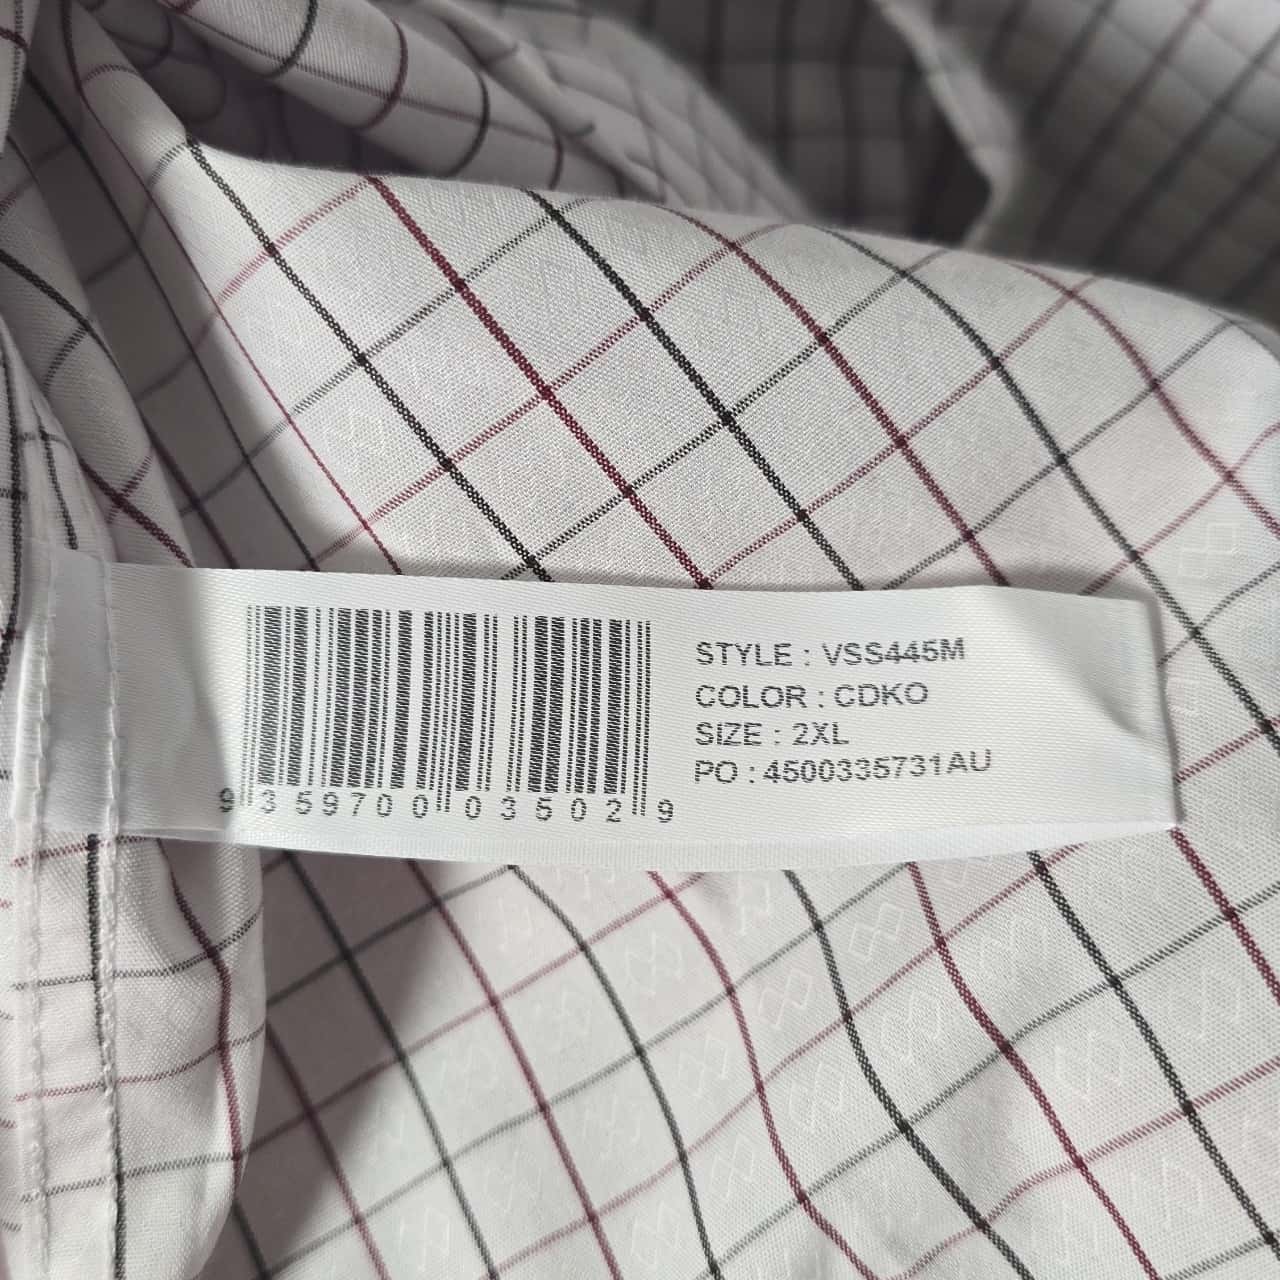 STYLE : VSS445M
COLOR : CDKO
SIZE : 2XL
PO : 4500335731AU
9 359700 035029